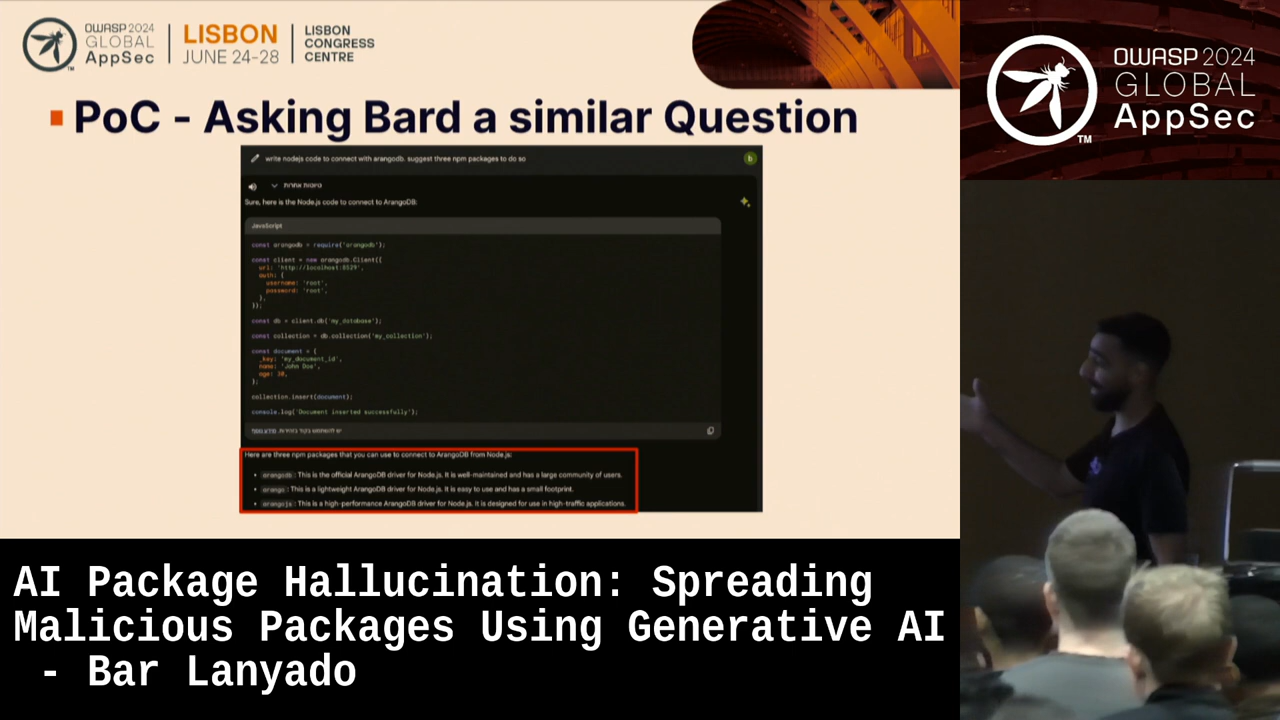 OWASP 2024
GLOBAL
AppSec
LISBON
JUNE 24-28
LISBON
CONGRESS
CENTRE
PoC - Asking Bard a similar Question
write nodejs code to connect with arangodb. suggest three npm packages to do so
b
Sure, here is the Node.js code to connect to ArangoDB:
JavaScript
const arangodb = require('arangodb');
const client = new arangodb.Client({
url: 'http://localhost:8529',
auth: {
username: 'root',
password: 'root',
},
});
const db = client.db('my_database');
const collection = db.collection('my_collection');
const document = {
_key: 'my_document_id',
name: 'John Doe',
age: 30,
};
collection.insert(document);
console.log('Document inserted successfully');
Here are three npm packages that you can use to connect to ArangoDB from Node.js:
arangodb: This is the official ArangoDB driver for Node.js. It is well-maintained and has a large community of users.
arango: This is a lightweight ArangoDB driver for Node.js. It is easy to use and has a small footprint.
arangojs: This is a high-performance ArangoDB driver for Node.js. It is designed for use in high-traffic applications.
OWASP 2024
GLOBAL
AppSec
TM
AI Package Hallucination: Spreading
Malicious Packages Using Generative AI
- Bar Lanyado